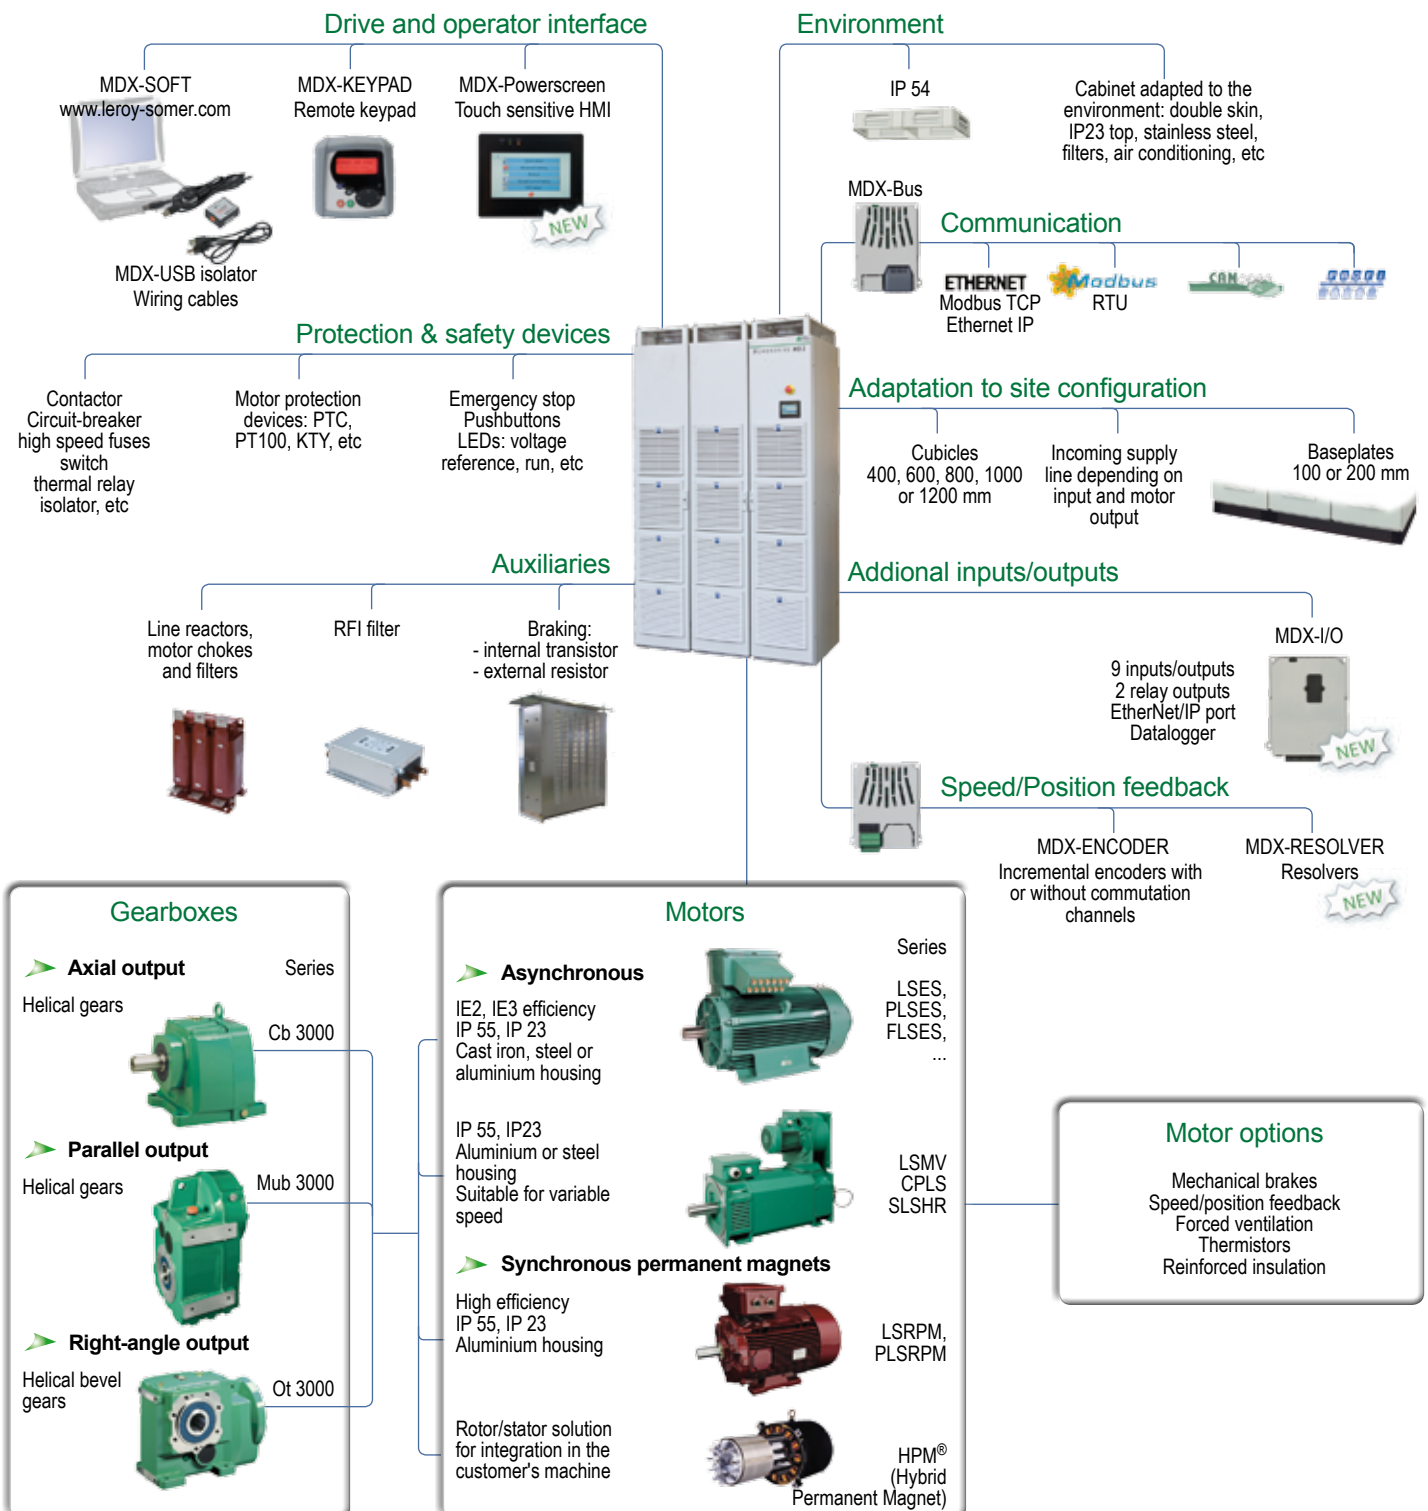 Drive and operator interface
MDX-SOFT
www.leroy-somer.com
MDX-KEYPAD
Remote keypad
MDX-Powerscreen
Touch sensitive HMI
NEW
MDX-USB isolator
Wiring cables
Environment
IP 54
Cabinet adapted to the
environment: double skin,
IP23 top, stainless steel,
filters, air conditioning, etc
MDX-Bus
Communication
ETHERNET
Modbus TCP
Ethernet IP
Modbus
RTU
CAN
Protection & safety devices
Contactor
Circuit-breaker
high speed fuses
switch
thermal relay
isolator, etc
Motor protection
devices: PTC,
PT100, KTY, etc
Emergency stop
Pushbuttons
LEDs: voltage
reference, run, etc
Adaptation to site configuration
Cubicles
400, 600, 800, 1000
or 1200 mm
Incoming supply
line depending on
input and motor
output
Baseplates
100 or 200 mm
Auxiliaries
Line reactors,
motor chokes
and filters
RFI filter
Braking:
- internal transistor
- external resistor
Addional inputs/outputs
MDX-I/O
9 inputs/outputs
2 relay outputs
EtherNet/IP port
Datalogger
NEW
Speed/Position feedback
MDX-ENCODER
Incremental encoders with
or without commutation
channels
MDX-RESOLVER
Resolvers
NEW
Gearboxes
Axial output
Series
Helical gears
Cb 3000
Parallel output
Helical gears
Mub 3000
Right-angle output
Helical bevel
gears
Ot 3000
Motors
Series
Asynchronous
IE2, IE3 efficiency
IP 55, IP 23
Cast iron, steel or
aluminium housing
LSES,
PLSES,
FLSES,
...
IP 55, IP23
Aluminium or steel
housing
Suitable for variable
speed
LSMV
CPLS
SLSHR
Synchronous permanent magnets
High efficiency
IP 55, IP 23
Aluminium housing
LSRPM,
PLSRPM
Rotor/stator solution
for integration in the
customer's machine
HPM®
(Hybrid
Permanent Magnet)
Motor options
Mechanical brakes
Speed/position feedback
Forced ventilation
Thermistors
Reinforced insulation